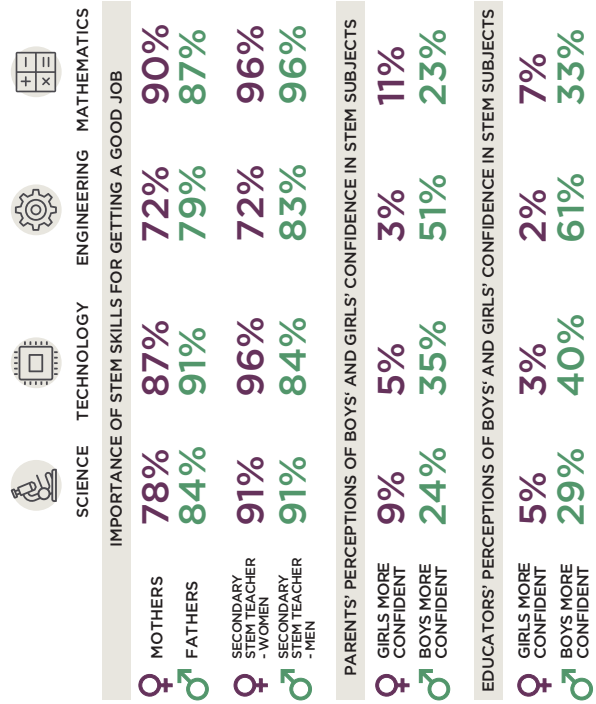 SCIENCE TECHNOLOGY ENGINEERING MATHEMATICS
IMPORTANCE OF STEM SKILLS FOR GETTING A GOOD JOB
MOTHERS 78% 87% 72% 90%
FATHERS 84% 91% 79% 87%
SECONDARY
STEM TEACHER
- WOMEN
91% 96% 72% 96%
SECONDARY
STEM TEACHER
- MEN
91% 84% 83% 96%
PARENTS' PERCEPTIONS OF BOYS' AND GIRLS' CONFIDENCE IN STEM SUBJECTS
GIRLS MORE
CONFIDENT
9% 5% 3% 11%
BOYS MORE
CONFIDENT
24% 35% 51% 23%
EDUCATORS' PERCEPTIONS OF BOYS' AND GIRLS' CONFIDENCE IN STEM SUBJECTS
GIRLS MORE
CONFIDENT
5% 3% 2% 7%
BOYS MORE
CONFIDENT
29% 40% 61% 33%